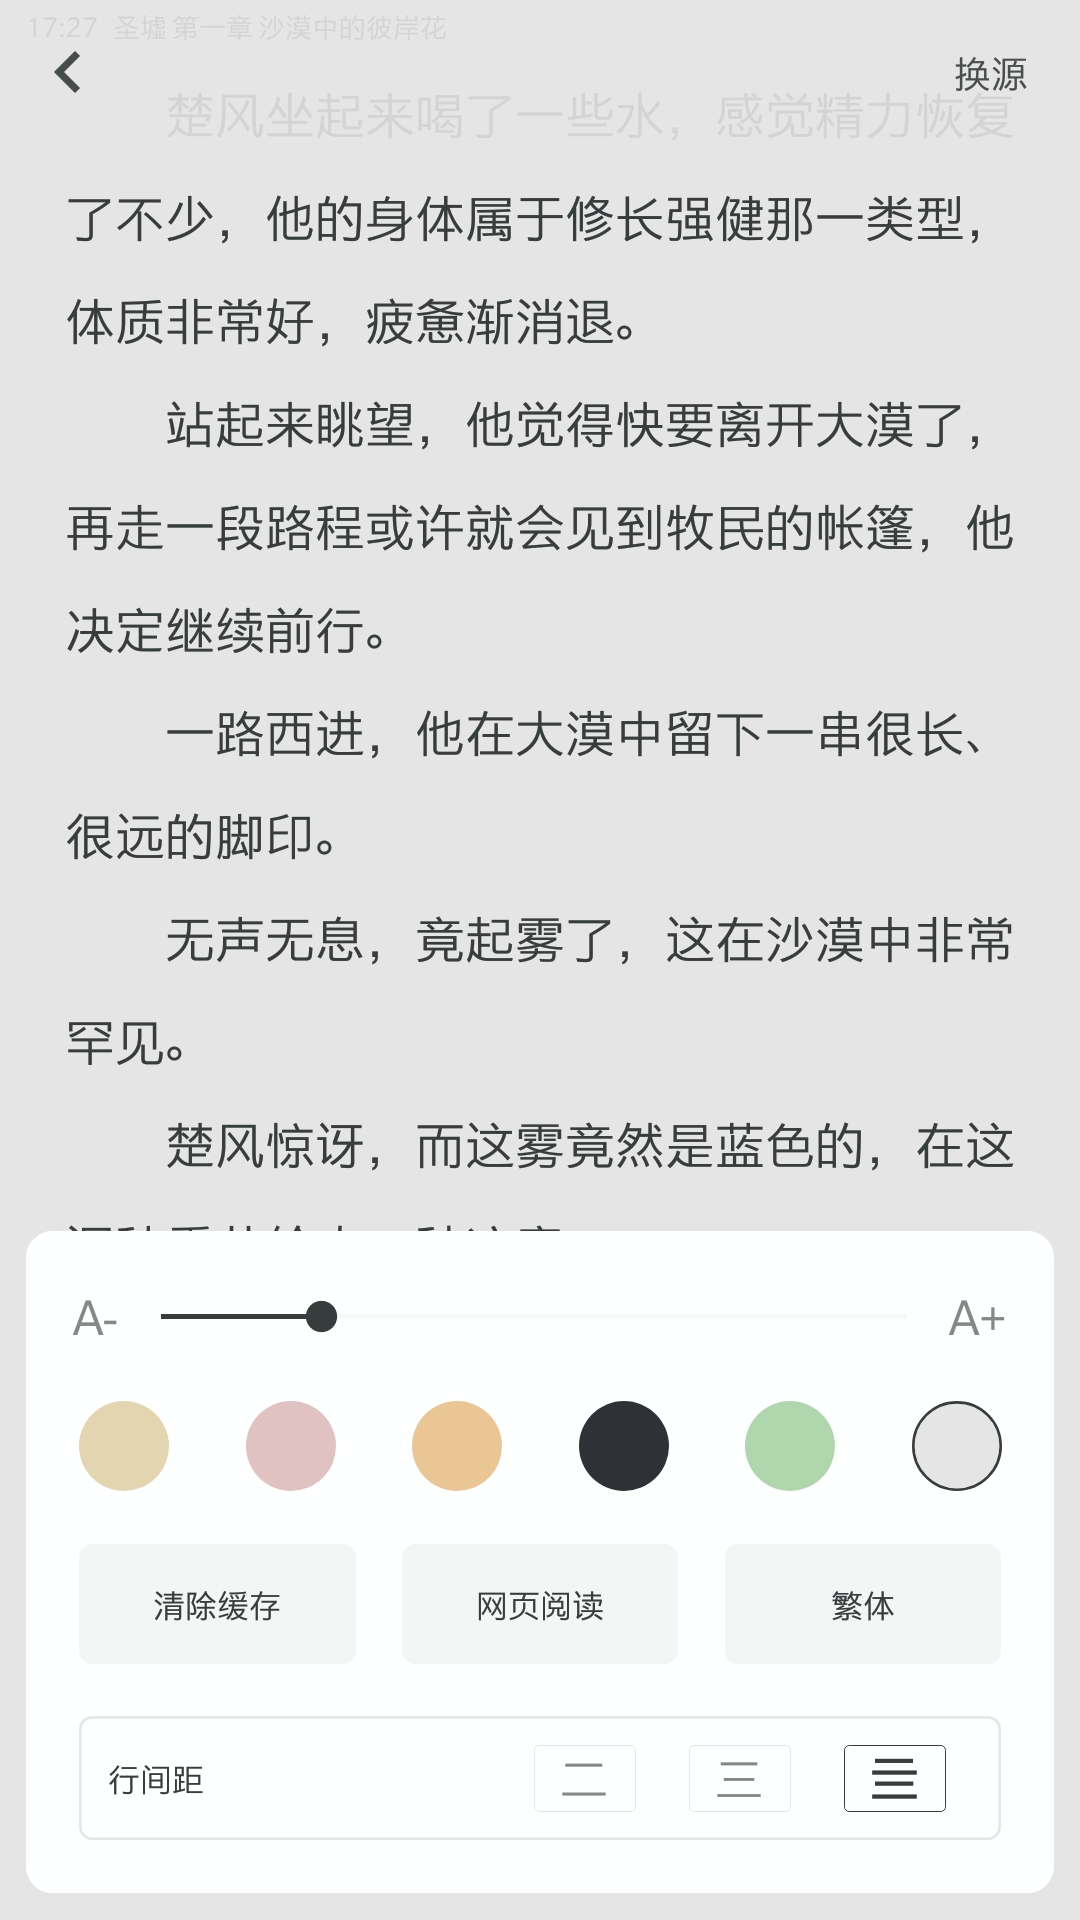 17:27 圣墟 第一章 沙漠中的彼岸花
换源
楚风坐起来喝了一些水，感觉精力恢复
了不少，他的身体属于修长强健那一类型，
体质非常好，疲惫渐消退。
站起来眺望，他觉得快要离开大漠了，
再走一段路程或许就会见到牧民的帐篷，他
决定继续前行。
一路西进，他在大漠中留下一串很长、
很远的脚印。
无声无息，竟起雾了，这在沙漠中非常
罕见。
楚风惊讶，而这雾竟然是蓝色的，在这
A-
A+
清除缓存
网页阅读
繁体
行间距